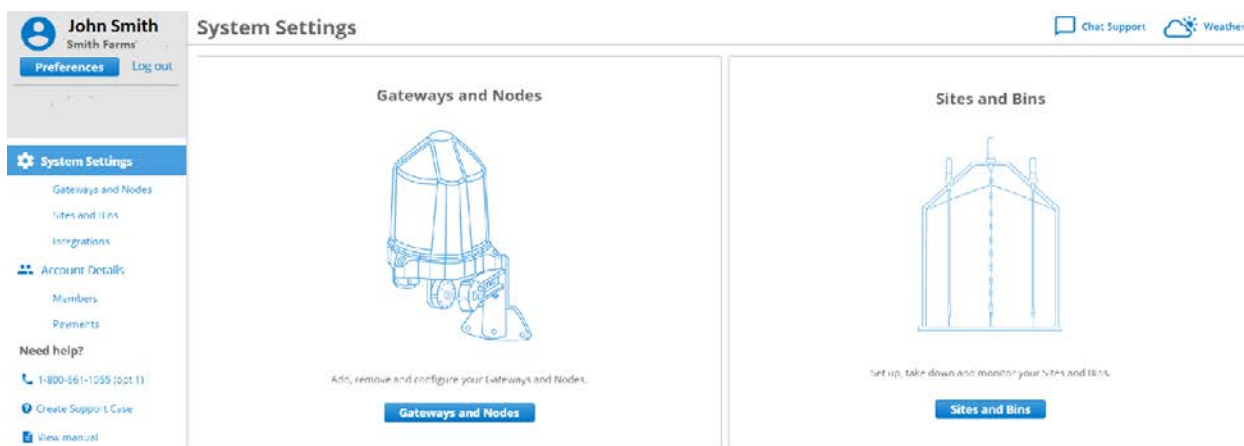 John Smith
Smith Farms
Preferences
Log out
System Settings
Gateways and Nodes
Sites and Bins
Integrations
Account Details
Members
Payments
Need help?
1-800-661-1055 (opt 1)
Create Support Case
View manual
System Settings
Chat Support
Weather
Gateways and Nodes
Add, remove and configure your Gateways and Nodes.
Gateways and Nodes
Sites and Bins
Set up, take down and monitor your Sites and Bins.
Sites and Bins